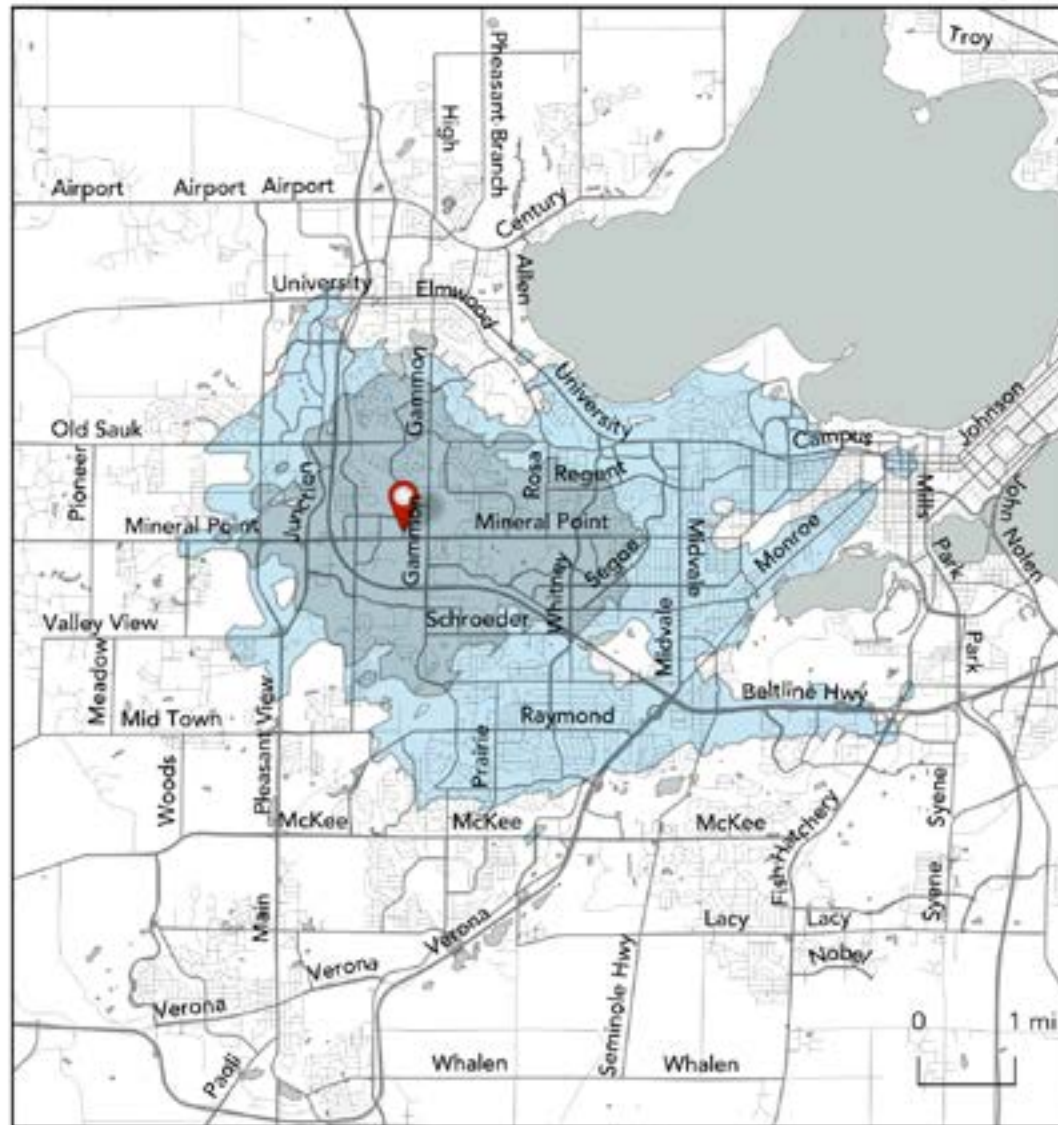 Troy
Pheasant Branch
High
Airport Airport Airport
Century
Allen
University
Elmwood
Gammon
University
Johnson
Old Sauk
Campus
Pioneer
Junction
Rosa
Regent
Mills
John Nolen
Mineral Point
Gammon
Mineral Point
Midvale
Monroe
Segoe
Whitney
Park
Valley View
Schroeder
Meadow
Midvale
Park
Mid Town
Pleasant View
Raymond
Beltline Hwy
Woods
Prairie
McKee
McKee
McKee
Fish Hatchery
Syene
Main
Verona
Lacy
Lacy
Syene
Verona
Nobel
Verona
Seminole Hwy
0 1 mi
Paoli
Whalen
Whalen